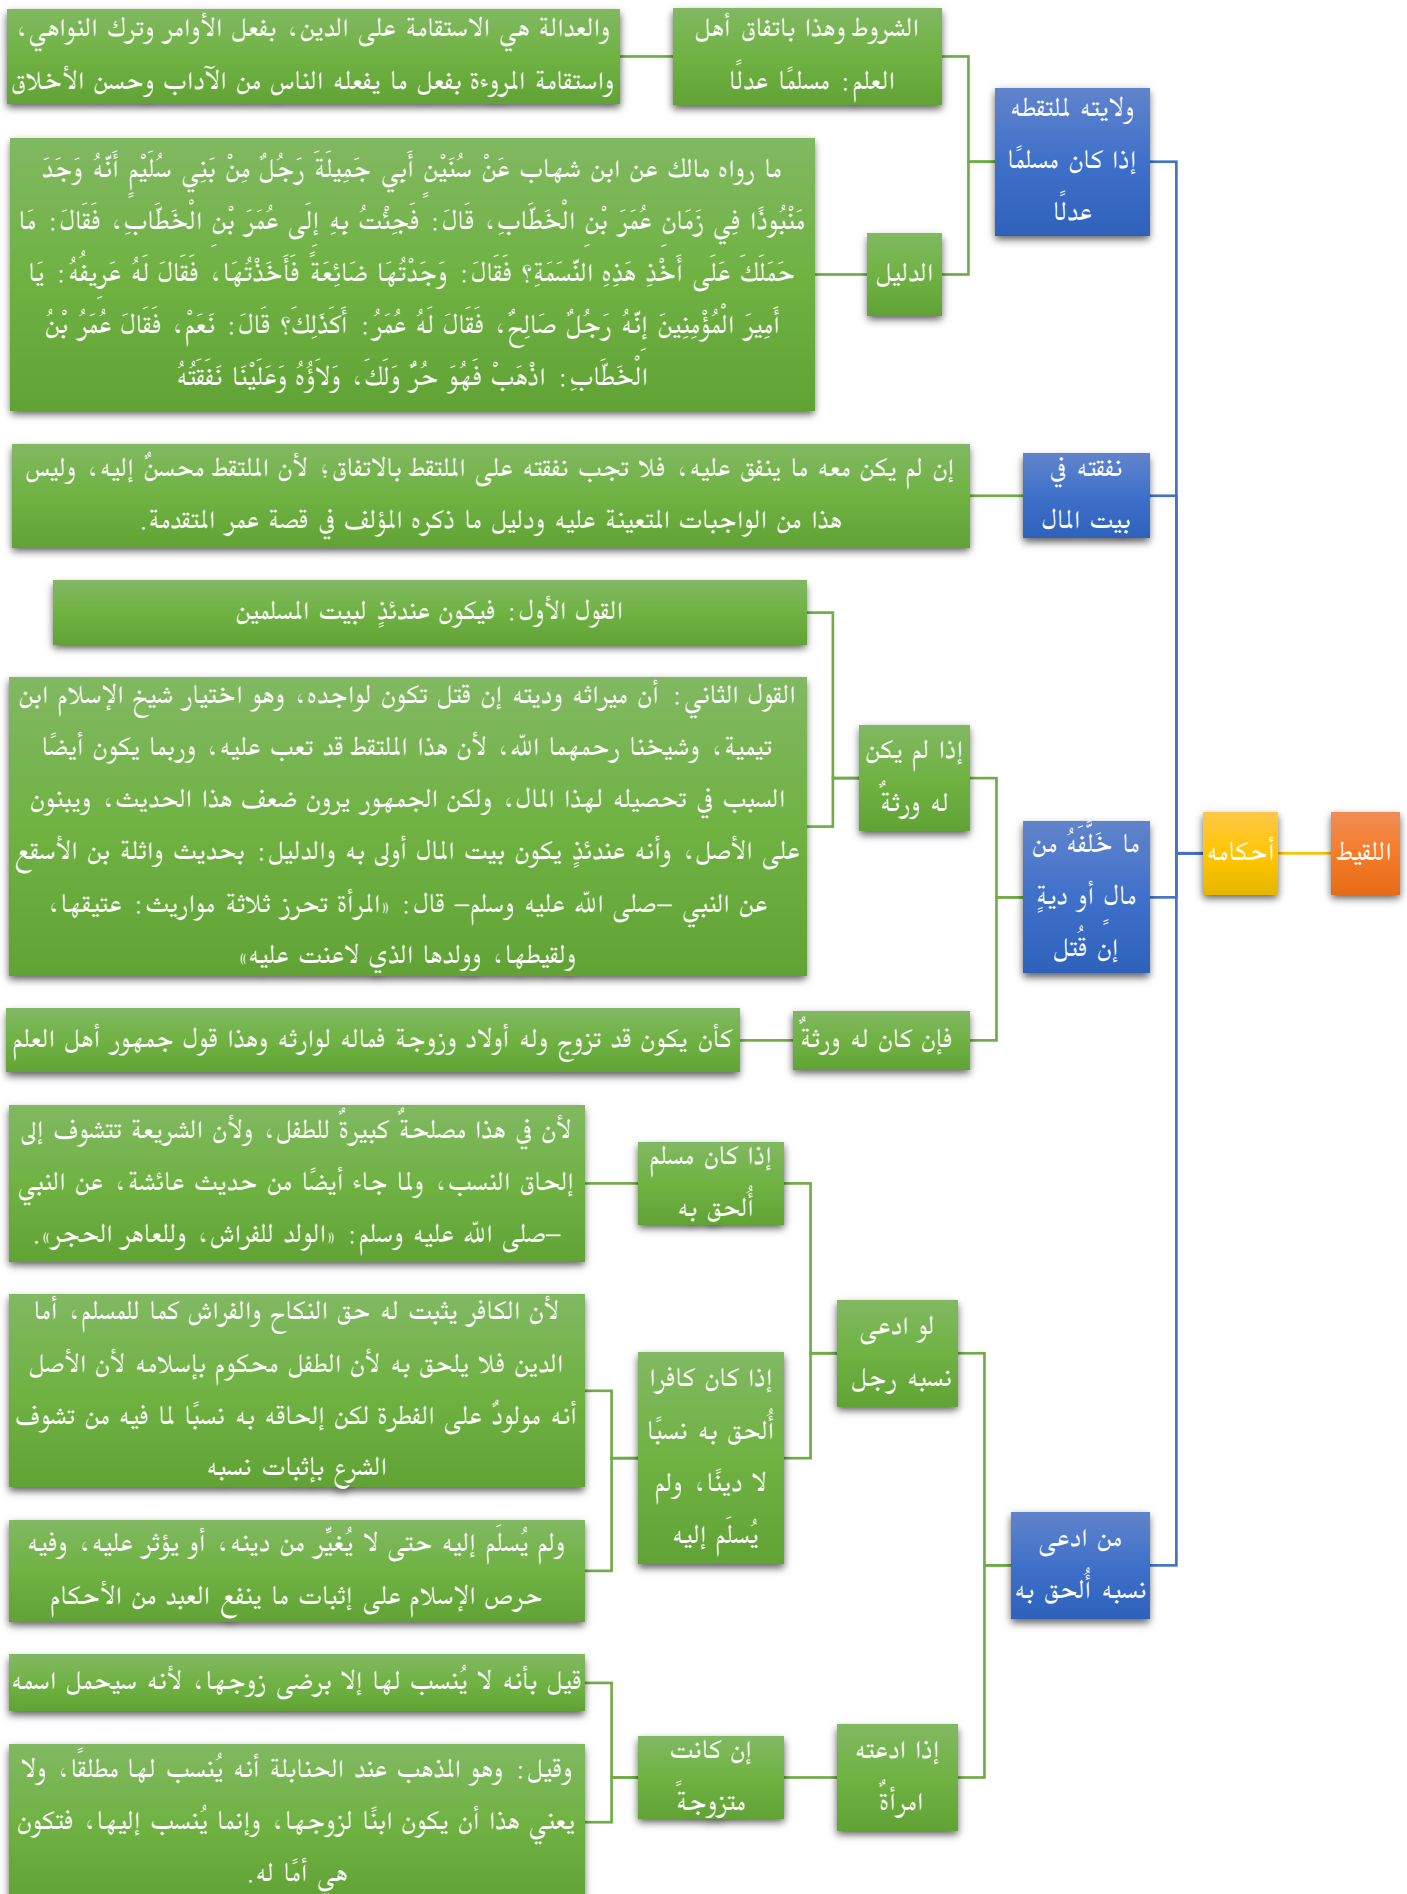 اللقيط
أحكامه
ولايته للمتقطه
إذا كان مسلمًا
عدلًا
الشروط وهذا باتفاق أهل
العلم: مسلمًا عدلًا
والعدالة هي الاستقامة على الدين، بفعل الأوامر وترك النواهي،
واستقامة المروءة بفعل ما يفعله الناس من الآداب وحسن الأخلاق
الدليل
ما رواه مالك عن ابن شهاب عَنْ سُنَيْنٍ أَبِي جَمِيلَةَ رَجُلٌ مِنْ بَنِي سُلَيْمٍ أَنَّهُ وَجَدَ
مَنْبُوذًا فِي زَمَانِ عُمَرَ بْنِ الْخَطَّابِ، قَالَ: فَجِئْتُ بِهِ إِلَى عُمَرَ بْنِ الْخَطَّابِ، فَقَالَ: مَا
حَمَلَكَ عَلَى أَخْذِ هَذِهِ النَّسَمَةِ؟ فَقَالَ: وَجَدْتُهَا ضَائِعَةً فَأَخَذْتُهَا، فَقَالَ لَهُ عَرِيفُهُ: يَا
أَمِيرَ الْمُؤْمِنِينَ إِنَّهُ رَجُلٌ صَالِحٌ، فَقَالَ لَهُ عُمَرُ: أَكَذَلِكَ؟ قَالَ: نَعَمْ، فَقَالَ عُمَرُ بْنُ
الْخَطَّابِ: اذْهَبْ فَهُوَ حُرٌّ وَلَكَ، وَلاَؤُهُ وَعَلَيْنَا نَفَقَتُهُ
نفقته في
بيت المال
إن لم يكن معه ما ينفق عليه، فلا تجب نفقته على الملتقط بالاتفاق؛ لأن الملتقط محسنٌ إليه، وليس
هذا من الواجبات المتعينة عليه ودليل ما ذكره المؤلف في قصة عمر المتقدمة.
ما خَلَّفَهُ من
مالٍ أو ديةٍ
إن قُتل
إذا لم يكن
له ورثةٌ
القول الأول: فيكون عندئذٍ لبيت المسلمين
القول الثاني: أن ميراثه وديته إن قتل تكون لواجده، وهو اختيار شيخ الإسلام ابن
تيمية، وشيخنا رحمهما الله، لأن هذا الملتقط قد تعب عليه، وربما يكون أيضًا
السبب في تحصيله لهذا المال، ولكن الجمهور يرون ضعف هذا الحديث، ويبنون
على الأصل، وأنه عندئذٍ يكون بيت المال أولى به والدليل: بحديث واثلة بن الأسقع
عن النبي –صلى الله عليه وسلم– قال: «المرأة تحرز ثلاثة مواريث: عتيقها،
ولقيطها، وولدها الذي لاعنت عليه»
فإن كان له ورثةٌ
كأن يكون قد تزوج وله أولاد وزوجة فماله لوارثه وهذا قول جمهور أهل العلم
من ادعى
نسبه أُلحق به
لو ادعى
نسبه رجل
إذا كان مسلم
أُلحق به
لأن في هذا مصلحةٌ كبيرةٌ للطفل، ولأن الشريعة تتشوف إلى
إلحاق النسب، ولما جاء أيضًا من حديث عائشة، عن النبي
–صلى الله عليه وسلم: «الولد للفراش، وللعاهر الحجر».
إذا كان كافرا
أُلحق به نسبًا
لا دينًا، ولم
يُسلَم إليه
لأن الكافر يثبت له حق النكاح والفراش كما للمسلم، أما
الدين فلا يلحق به لأن الطفل محكوم بإسلامه لأن الأصل
أنه مولودٌ على الفطرة لكن إلحاقه به نسبًا لما فيه من تشوف
الشرع بإثبات نسبه
ولم يُسلَم إليه حتى لا يُغيِّر من دينه، أو يؤثر عليه، وفيه
حرص الإسلام على إثبات ما ينفع العبد من الأحكام
إذا ادعته
امرأةٌ
إن كانت
متزوجةً
قيل بأنه لا يُنسب لها إلا برضى زوجها، لأنه سيحمل اسمه
وقيل: وهو المذهب عند الحنابلة أنه يُنسب لها مطلقًا، ولا
يعني هذا أن يكون ابنًا لزوجها، وإنما يُنسب إليها، فتكون
هي أمًا له.